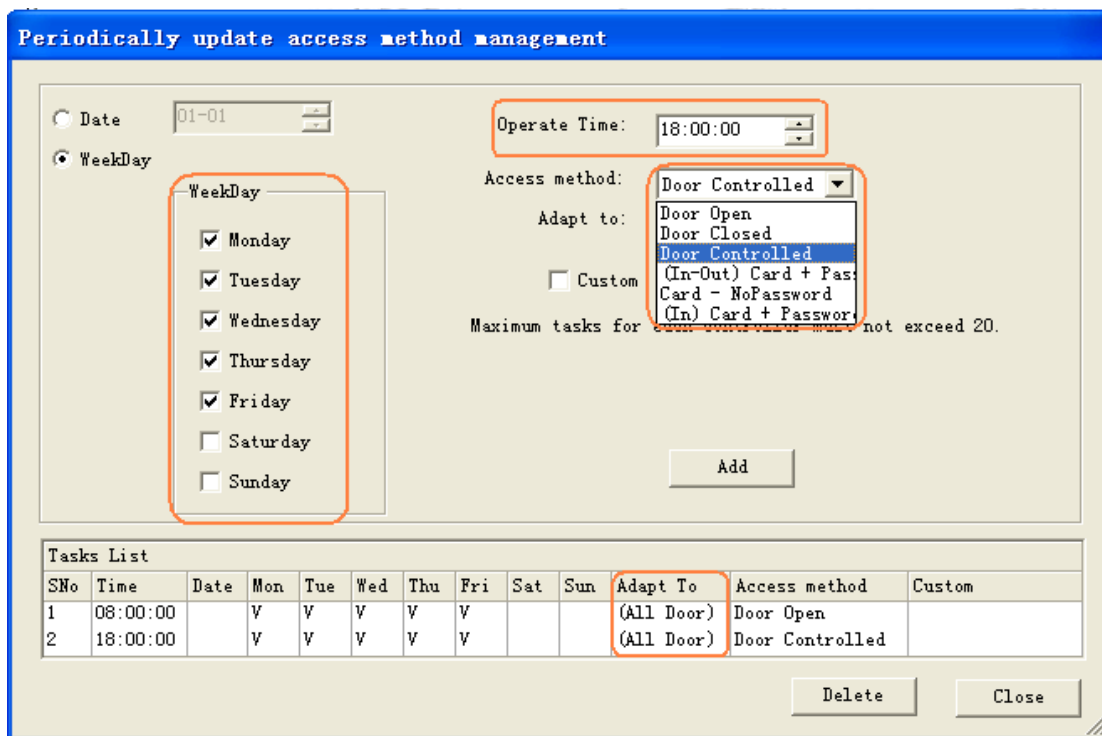 Periodically update access method management
Date 01-01
WeekDay
WeekDay
Monday
Tuesday
Wednesday
Thursday
Friday
Saturday
Sunday
Operate Time: 18:00:00
Access method: Door Controlled
Adapt to:
Door Open
Door Closed
Door Controlled
(In-Out) Card + Pas
Card - NoPassword
(In) Card + Passwor
Custom
Maximum tasks for each controller must not exceed 20.
Add
Tasks List
SNo Time Date Mon Tue Wed Thu Fri Sat Sun Adapt To Access method Custom
1 08:00:00 V V V V V (All Door) Door Open
2 18:00:00 V V V V V (All Door) Door Controlled
Delete Close